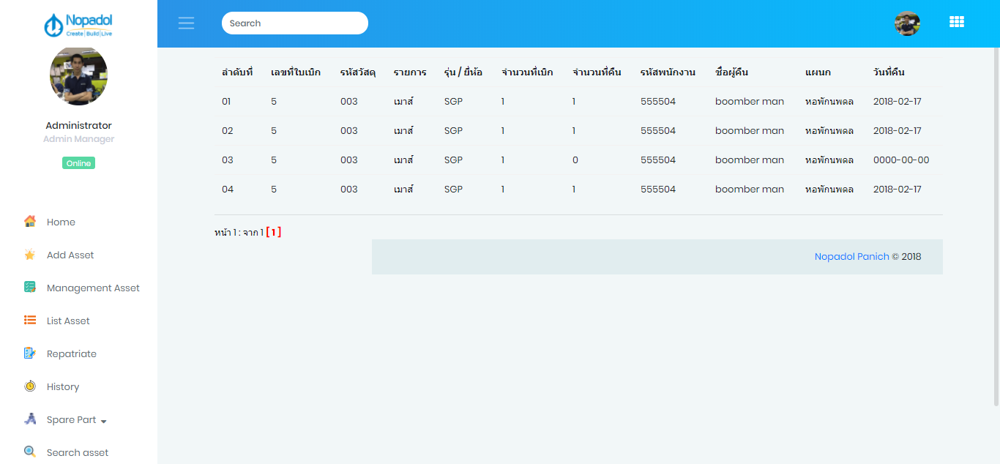 Nopadol
Create|Build|Live
Administrator
Admin Manager
Online
Home
Add Asset
Management Asset
List Asset
Repatriate
History
Spare Part
Search asset
Search
ลำดับที่ เลขที่ใบเบิก รหัสวัสดุ รายการ รุ่น / ยี่ห้อ จำนวนที่เบิก จำนวนที่คืน รหัสพนักงาน ชื่อผู้คืน แผนก วันที่คืน
01 5 003 เมาส์ SGP 1 1 555504 boomber man หอพักนพดล 2018-02-17
02 5 003 เมาส์ SGP 1 1 555504 boomber man หอพักนพดล 2018-02-17
03 5 003 เมาส์ SGP 1 0 555504 boomber man หอพักนพดล 0000-00-00
04 5 003 เมาส์ SGP 1 1 555504 boomber man หอพักนพดล 2018-02-17
หน้า 1 : จาก 1 [ 1 ]
Nopadol Panich © 2018